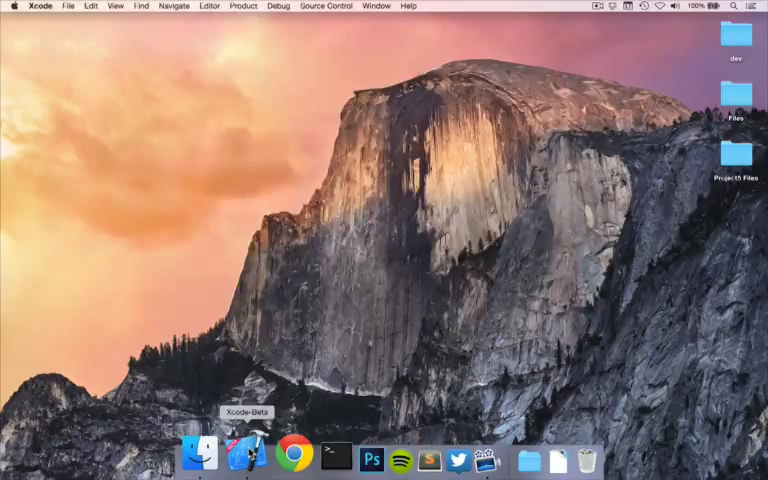 Xcode File Edit View Find Navigate Editor Product Debug Source Control Window Help 100%
dev
Files
Project5 Files
Xcode-Beta
>_
Ps
S